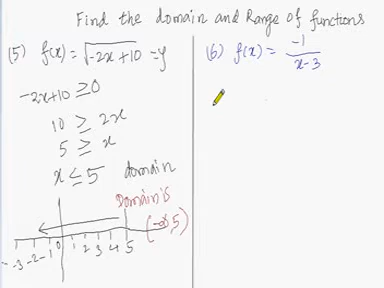 Find the domain and Range of functions
(5) f(x) = √-2x+10 = y
-2x+10 ≥ 0
10 ≥ 2x
5 ≥ x
x ≤ 5 domain
Domain is
(-∞, 5)
-3 -2 -1 0 1 2 3 4 5
(6) f(x) = -1/x-3